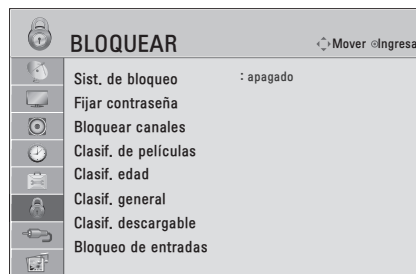 BLOQUEAR
Mover Ingresa
Sist. de bloqueo : apagado
Fijar contraseña
Bloquear canales
Clasif. de películas
Clasif. edad
Clasif. general
Clasif. descargable
Bloqueo de entradas